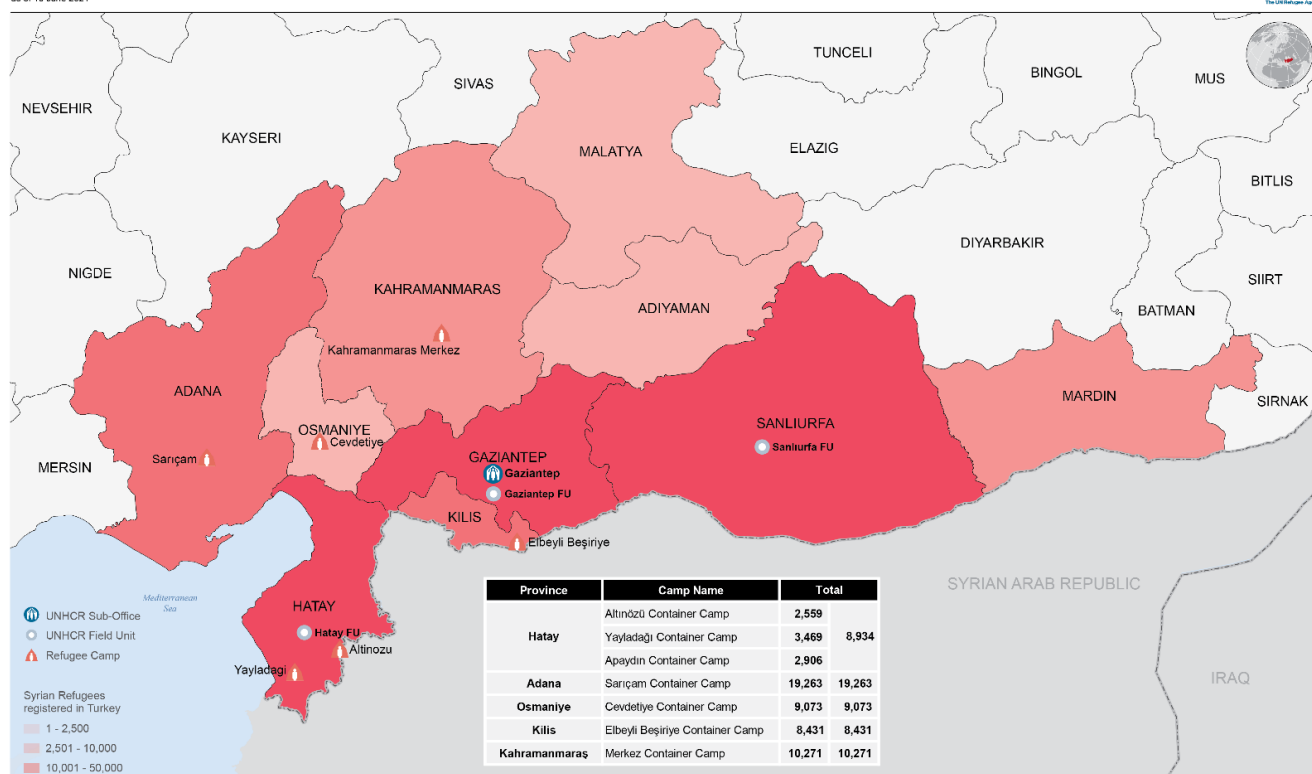 The UN Refugee Agency
TUNCELI
BINGOL
MUS
SIVAS
NEVSEHIR
KAYSERI
MALATYA
ELAZIG
BITLIS
DIYARBAKIR
NIGDE
SIIRT
KAHRAMANMARAS
ADIYAMAN
BATMAN
Kahramanmaras Merkez
ADANA
MARDIN
SIRNAK
SANLIURFA
OSMANIYE
Cevdetiye
Sanlıurfa FU
Sarıçam
GAZIANTEP
MERSIN
Gaziantep
Gaziantep FU
KILIS
Elbeyli Beşiriye
SYRIAN ARAB REPUBLIC
IRAQ
Mediterranean
Sea
HATAY
Hatay FU
Altinozu
Yayladagi
UNHCR Sub-Office
UNHCR Field Unit
Refugee Camp
Syrian Refugees
registered in Turkey
1 - 2,500
2,501 - 10,000
10,001 - 50,000
Province Camp Name Total
Hatay Altınözü Container Camp 2,559 8,934
Yayladağı Container Camp 3,469
Apaydın Container Camp 2,906
Adana Sarıçam Container Camp 19,263 19,263
Osmaniye Cevdetiye Container Camp 9,073 9,073
Kilis Elbeyli Beşiriye Container Camp 8,431 8,431
Kahramanmaraş Merkez Container Camp 10,271 10,271